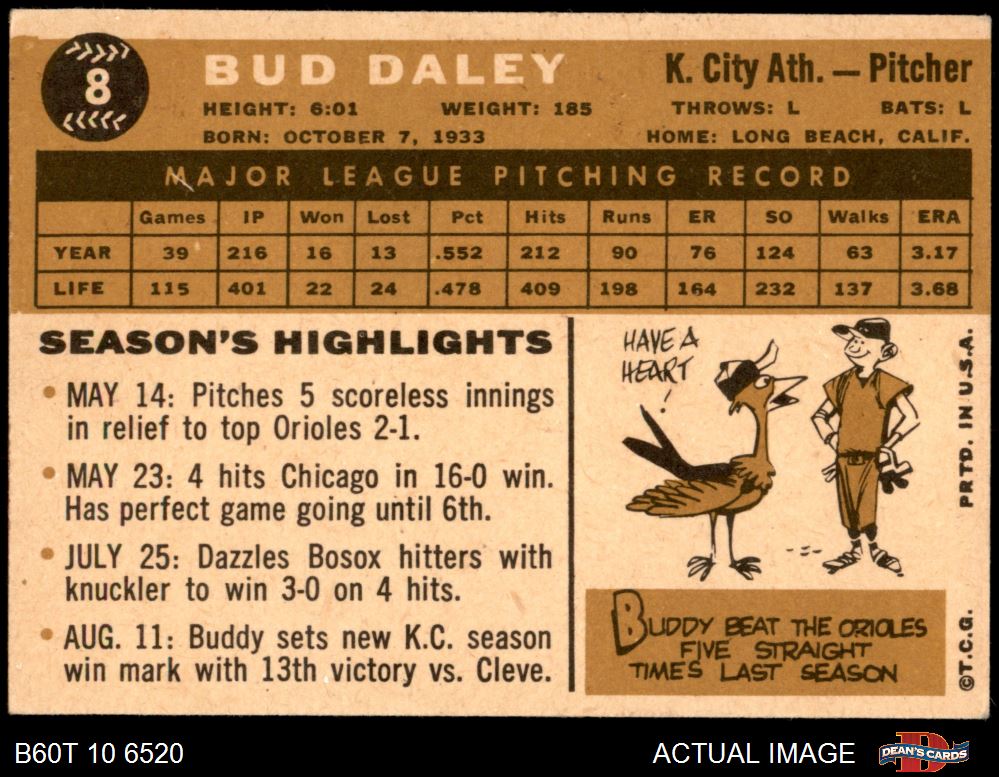 8
BUD DALEY
K. City Ath. — Pitcher
HEIGHT: 6:01 WEIGHT: 185 THROWS: L BATS: L
BORN: OCTOBER 7, 1933 HOME: LONG BEACH, CALIF.
MAJOR LEAGUE PITCHING RECORD
Games IP Won Lost Pct Hits Runs ER SO Walks ERA
YEAR 39 216 16 13 .552 212 90 76 124 63 3.17
LIFE 115 401 22 24 .478 409 198 164 232 137 3.68
SEASON'S HIGHLIGHTS
• MAY 14: Pitches 5 scoreless innings
in relief to top Orioles 2-1.
• MAY 23: 4 hits Chicago in 16-0 win.
Has perfect game going until 6th.
• JULY 25: Dazzles Bosox hitters with
knuckler to win 3-0 on 4 hits.
• AUG. 11: Buddy sets new K.C. season
win mark with 13th victory vs. Cleve.
HAVE A
HEART
!
BUDDY BEAT THE ORIOLES
FIVE STRAIGHT
TIMES LAST SEASON
©T.C.G. PRTD. IN U.S.A.
B60T 10 6520
ACTUAL IMAGE
DEAN'S CARDS